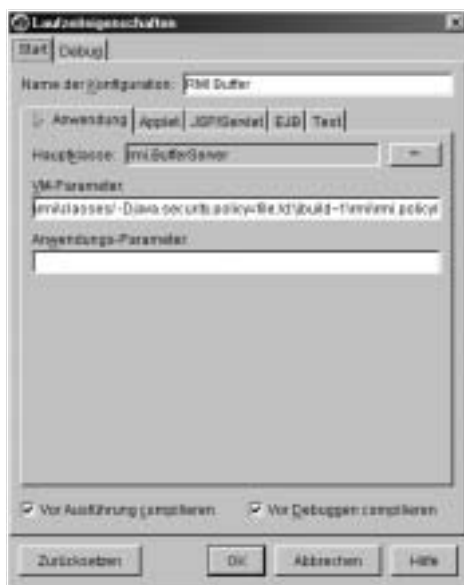 Laufzeiteigenschaften
Start Debug
Name der Konfiguration: RMI Buffer
Anwendung Applet JSP/Servlet EJB Test
Hauptklasse: rmi.BufferServer ...
VM-Parameter
rmi/classes/ -Djava.security.policy=file:/d:\jbuild~1\rmi\rmi.policy
Anwendungs-Parameter
Vor Ausführung compilieren Vor Debuggen compilieren
Zurücksetzen OK Abbrechen Hilfe